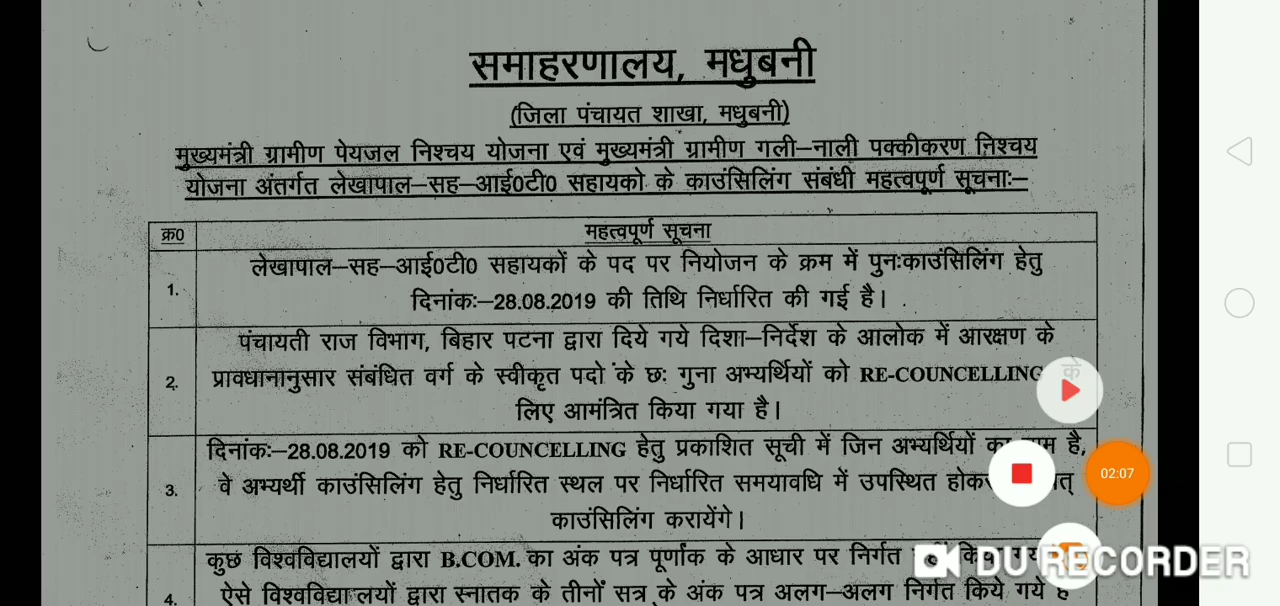 समाहरणालय, मधुबनी
(जिला पंचायत शाखा, मधुबनी)
मुख्यमंत्री ग्रामीण पेयजल निश्चय योजना एवं मुख्यमंत्री ग्रामीण गली–नाली पक्कीकरण निश्चय
योजना अंतर्गत लेखापाल–सह–आई0टी0 सहायको के काउंसिलिंग संबंधी महत्वपूर्ण सूचनाः–
क्र0 महत्वपूर्ण सूचना
1. लेखापाल–सह–आई0टी0 सहायकों के पद पर नियोजन के क्रम में पुनःकाउंसिलिंग हेतु
दिनांकः–28.08.2019 की तिथि निर्धारित की गई है।
पंचायती राज विभाग, बिहार पटना द्वारा दिये गये दिशा–निर्देश के आलोक में आरक्षण के
2. प्रावधानानुसार संबंधित वर्ग के स्वीकृत पदो के छः गुना अभ्यर्थियों को RE-COUNCELLING के
लिए आमंत्रित किया गया है।
दिनांकः–28.08.2019 को RE-COUNCELLING हेतु प्रकाशित सूची में जिन अभ्यर्थियों है,
3. वे अभ्यर्थी काउंसिलिंग हेतु निर्धारित स्थल पर निर्धारित समयावधि में उपस्थित
काउंसिलिंग करायेंगे।
02:07
कुछ विश्वविद्यालयों द्वारा B.COM. का अंक पत्र पूर्णांक के आधार पर निर्गत
4. ऐसे विश्वविद्यालयों द्वारा स्नातक के तीनों सत्र के अंक पत्र अलग–अलग निर्गत किये गये है
DU RECORDER